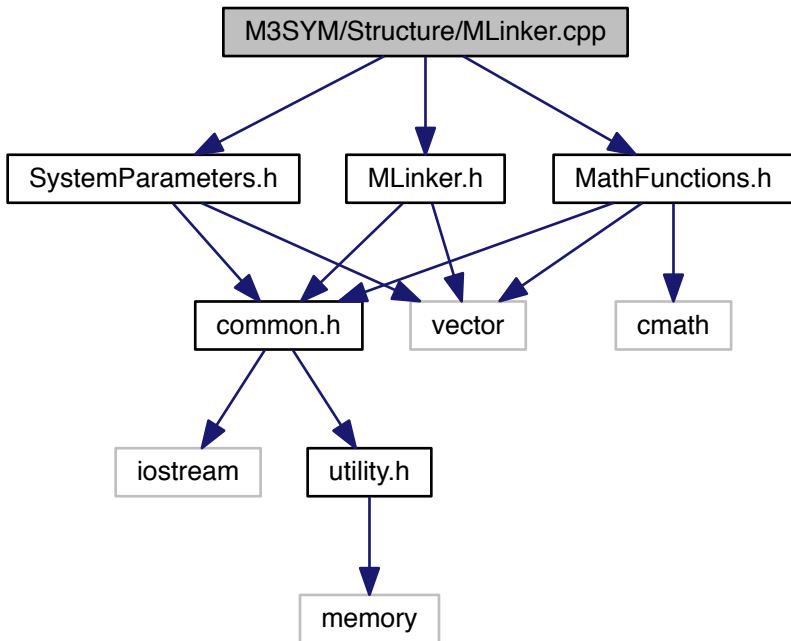 M3SYM/Structure/MLinker.cpp
SystemParameters.h
MLinker.h
MathFunctions.h
common.h
vector
cmath
iostream
utility.h
memory